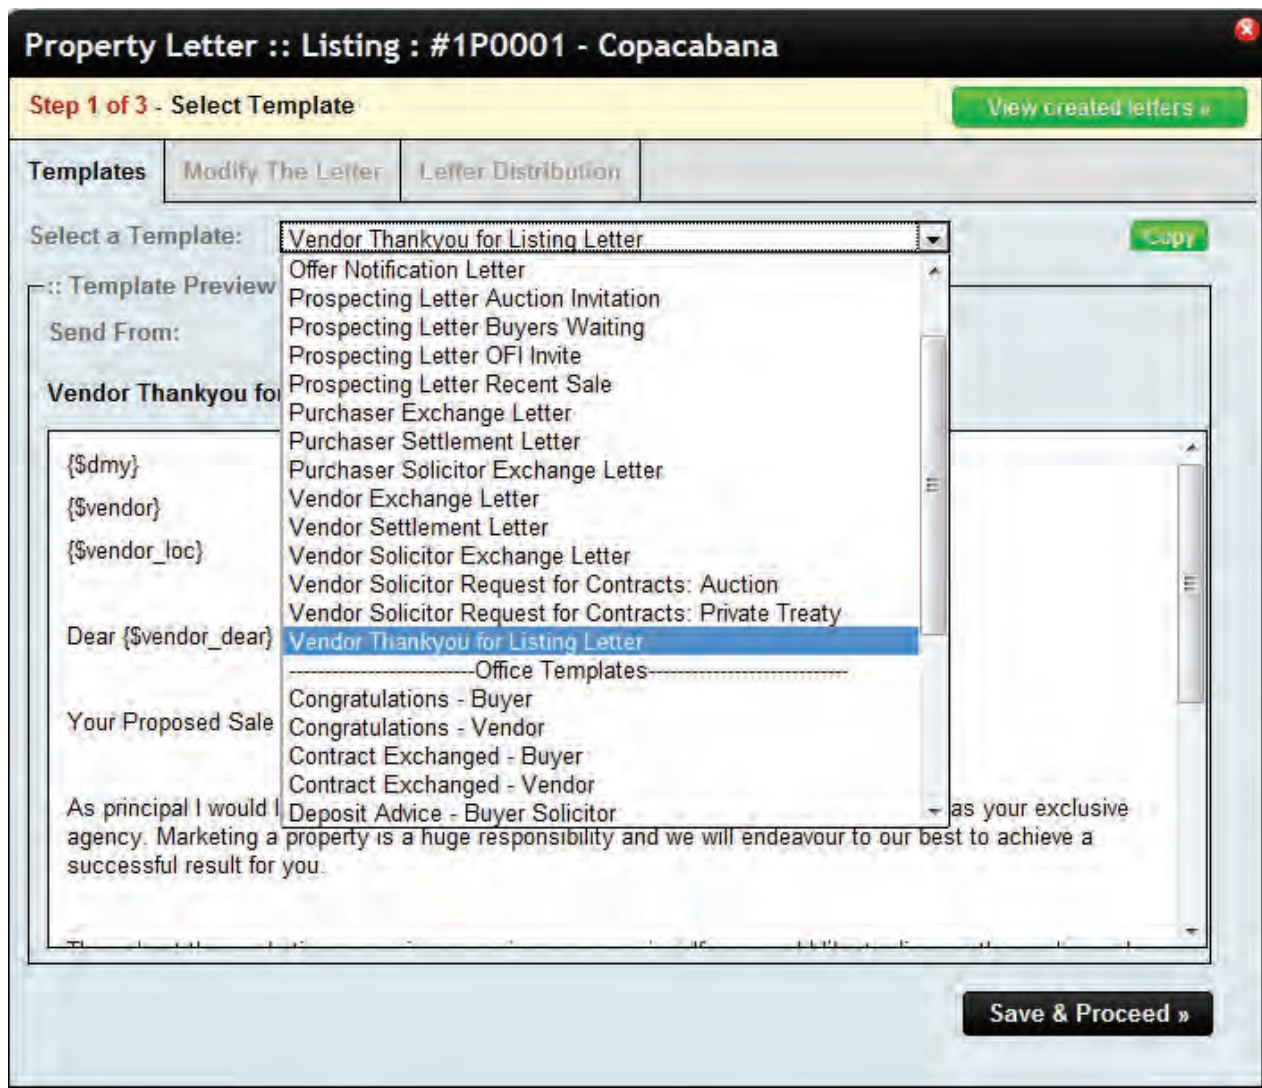 Property Letter :: Listing : #1P0001 - Copacabana
Step 1 of 3 - Select Template
View created letters »
Templates
Modify The Letter
Letter Distribution
Select a Template:
Vendor Thankyou for Listing Letter
Copy
Offer Notification Letter
Prospecting Letter Auction Invitation
Prospecting Letter Buyers Waiting
Prospecting Letter OFI Invite
Prospecting Letter Recent Sale
Purchaser Exchange Letter
Purchaser Settlement Letter
Purchaser Solicitor Exchange Letter
Vendor Exchange Letter
Vendor Settlement Letter
Vendor Solicitor Exchange Letter
Vendor Solicitor Request for Contracts: Auction
Vendor Solicitor Request for Contracts: Private Treaty
Vendor Thankyou for Listing Letter
-------------------------Office Templates---------------------------
Congratulations - Buyer
Congratulations - Vendor
Contract Exchanged - Buyer
Contract Exchanged - Vendor
Deposit Advice - Buyer Solicitor
:: Template Preview
Send From:
Vendor Thankyou fo
{$dmy}
{$vendor}
{$vendor_loc}
Dear {$vendor_dear}
Your Proposed Sale
As principal I would l as your exclusive
agency. Marketing a property is a huge responsibility and we will endeavour to our best to achieve a
successful result for you.
Save & Proceed »